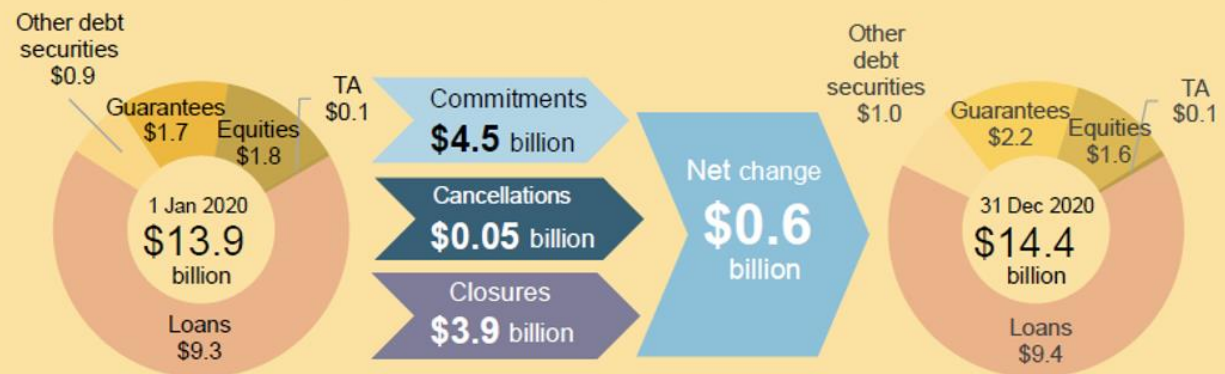 Other debt
securities
$0.9
Guarantees
$1.7
Equities
$1.8
TA
$0.1
1 Jan 2020
$13.9
billion
Loans
$9.3
Commitments
$4.5 billion
Cancellations
$0.05 billion
Closures
$3.9 billion
Net change
$0.6
billion
Other
debt
securities
$1.0
Guarantees
$2.2
Equities
$1.6
TA
$0.1
31 Dec 2020
$14.4
billion
Loans
$9.4